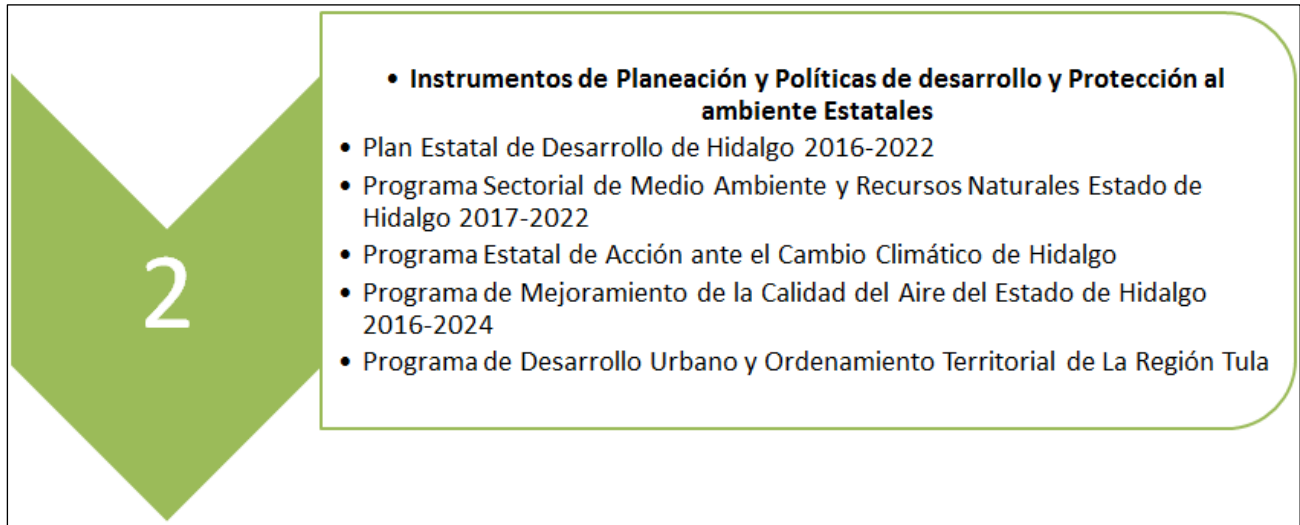 2
• Instrumentos de Planeación y Políticas de desarrollo y Protección al
ambiente Estatales
• Plan Estatal de Desarrollo de Hidalgo 2016-2022
• Programa Sectorial de Medio Ambiente y Recursos Naturales Estado de
Hidalgo 2017-2022
• Programa Estatal de Acción ante el Cambio Climático de Hidalgo
• Programa de Mejoramiento de la Calidad del Aire del Estado de Hidalgo
2016-2024
• Programa de Desarrollo Urbano y Ordenamiento Territorial de La Región Tula